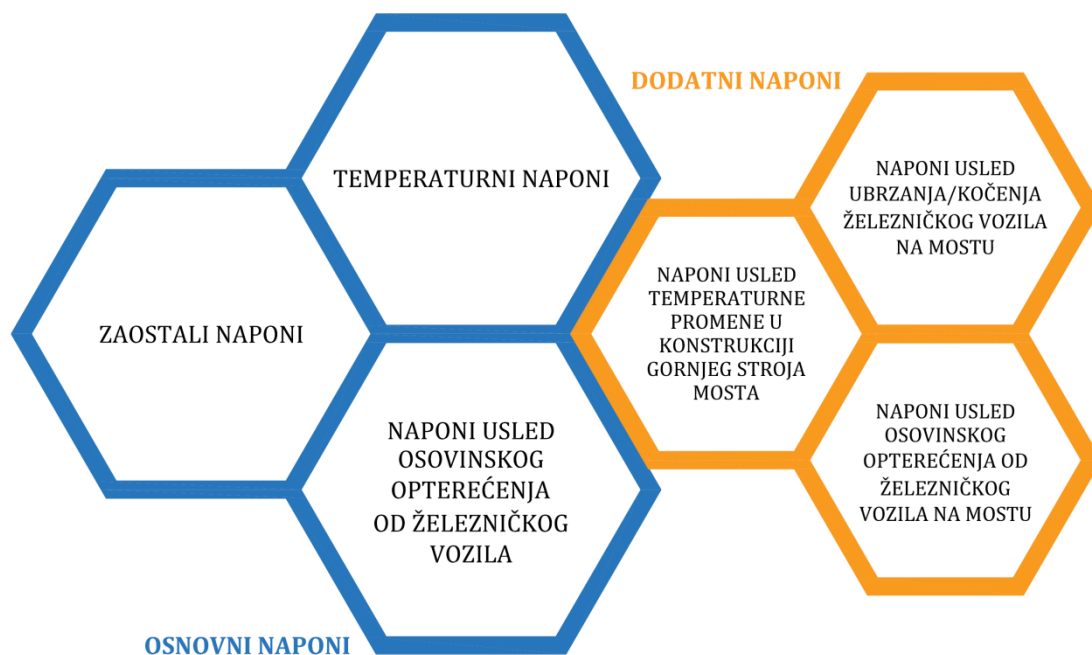 DODATNI NAPONI
TEMPERATURNI NAPONI
ZAOSTALI NAPONI
NAPONI USLED
OSOVINSKOG
OPTEREĆENJA
OD ŽELEZNIČKOG
VOZILA
OSNOVNI NAPONI
NAPONI USLED
TEMPERATURNE
PROMENE U
KONSTRUKCIJI
GORNJEG STROJA
MOSTA
NAPONI USLED
UBRZANJA/KOČENJA
ŽELEZNIČKOG VOZILA
NA MOSTU
NAPONI USLED
OSOVINSKOG
OPTEREĆENJA OD
ŽELEZNIČKOG
VOZILA NA MOSTU